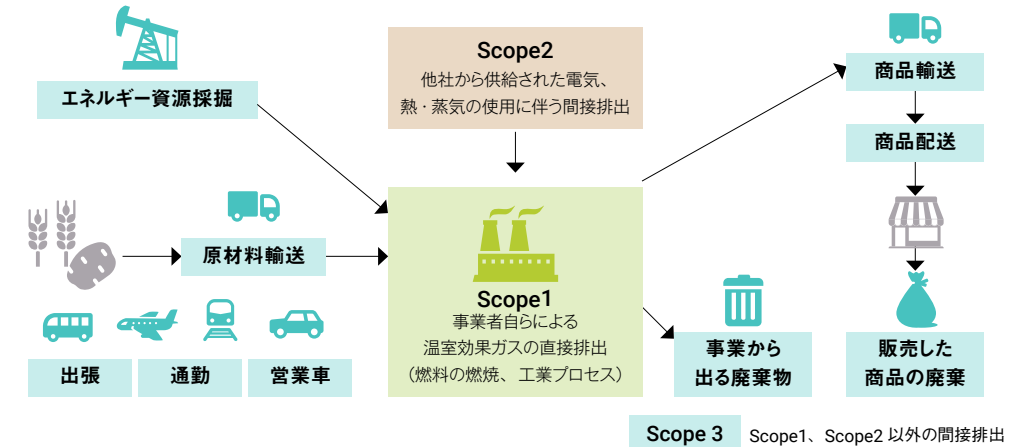 エネルギー資源採掘
Scope2
他社から供給された電気、
熱・蒸気の使用に伴う間接排出
商品輸送
商品配送
原材料輸送
Scope1
事業者自らによる
温室効果ガスの直接排出
（燃料の燃焼、工業プロセス）
出張
通勤
営業車
事業から
出る廃棄物
販売した
商品の廃棄
Scope 3
Scope1、Scope2 以外の間接排出